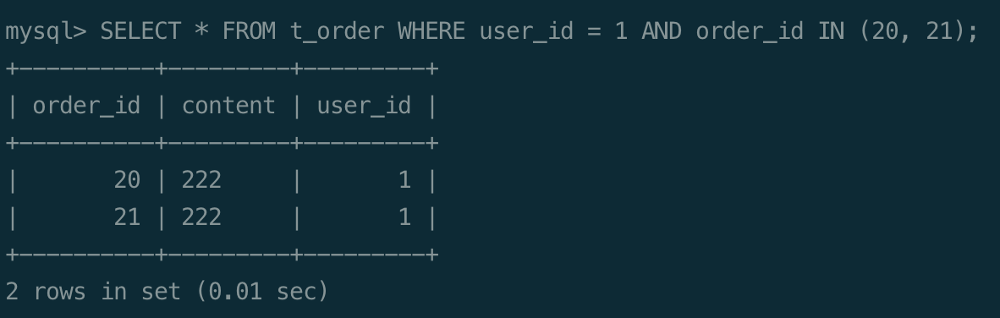 mysql> SELECT * FROM t_order WHERE user_id = 1 AND order_id IN (20, 21);
+----------+---------+---------+
| order_id | content | user_id |
+----------+---------+---------+
|       20 | 222     |       1 |
|       21 | 222     |       1 |
+----------+---------+---------+
2 rows in set (0.01 sec)